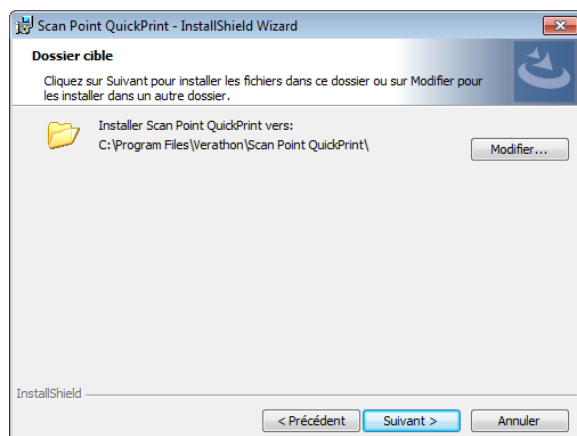 Scan Point QuickPrint - InstallShield Wizard
Dossier cible
Cliquez sur Suivant pour installer les fichiers dans ce dossier ou sur Modifier pour
les installer dans un autre dossier.
Installer Scan Point QuickPrint vers:
C:\Program Files\Verathon\Scan Point QuickPrint\
Modifier...
InstallShield
< Précédent
Suivant >
Annuler